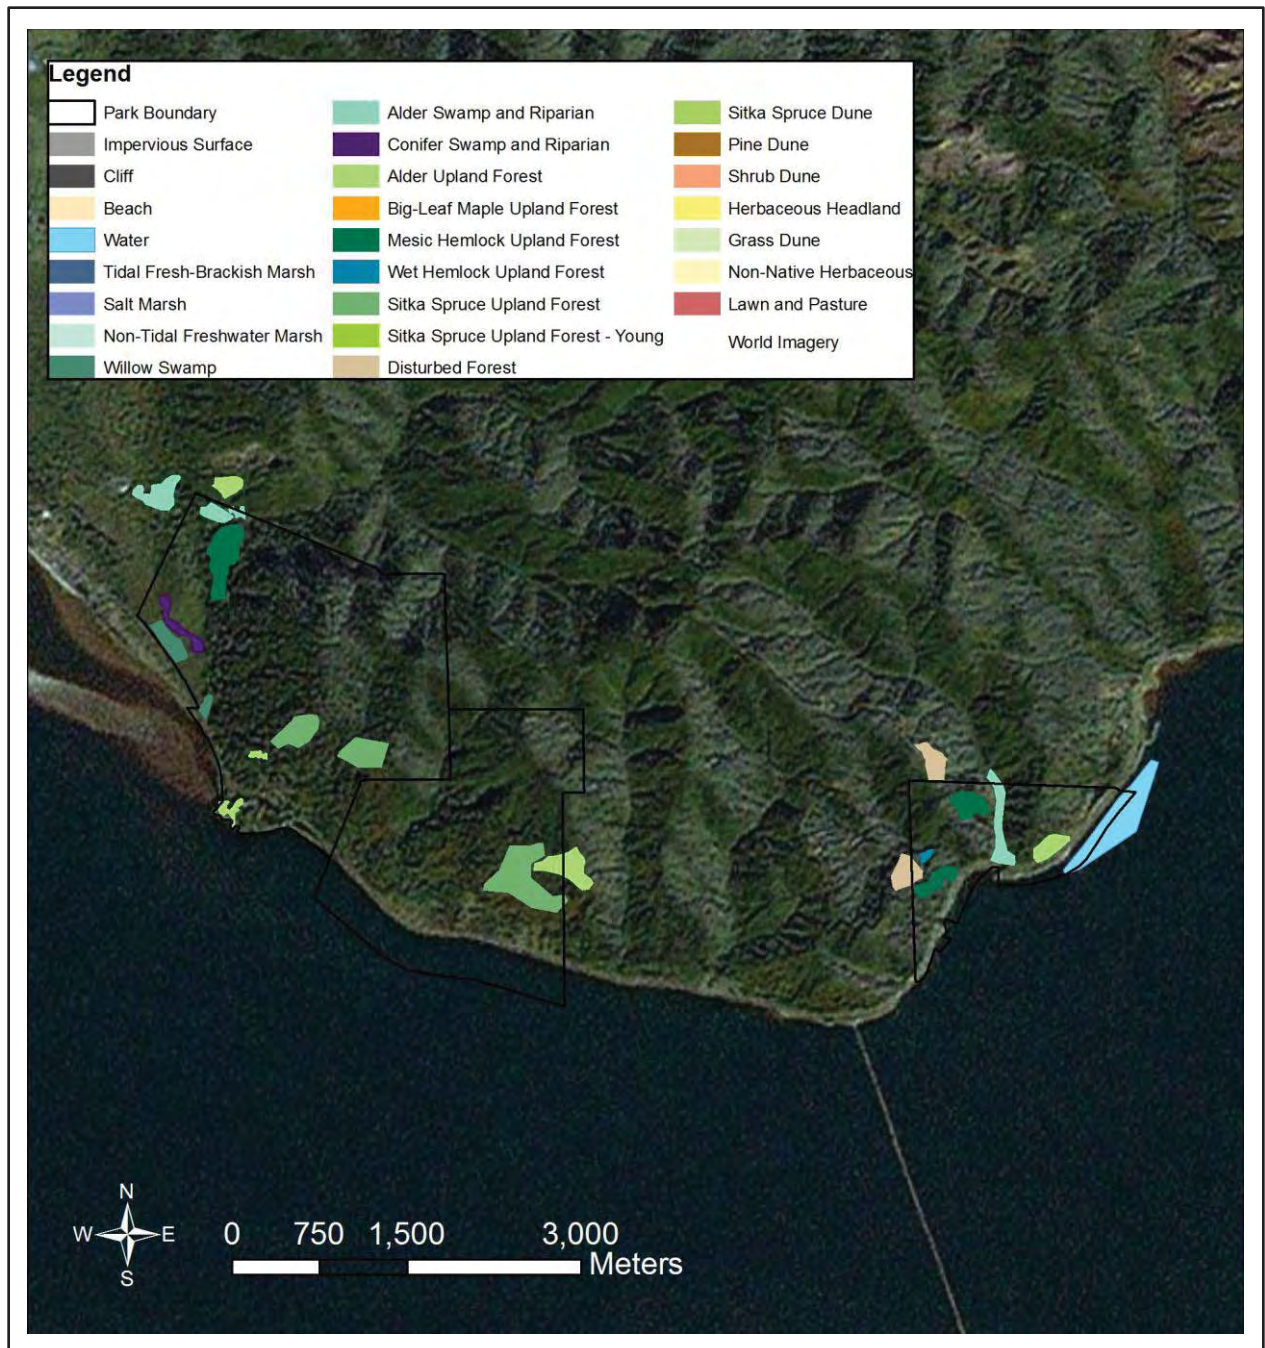 Legend
Park Boundary
Impervious Surface
Cliff
Beach
Water
Tidal Fresh-Brackish Marsh
Salt Marsh
Non-Tidal Freshwater Marsh
Willow Swamp
Alder Swamp and Riparian
Conifer Swamp and Riparian
Alder Upland Forest
Big-Leaf Maple Upland Forest
Mesic Hemlock Upland Forest
Wet Hemlock Upland Forest
Sitka Spruce Upland Forest
Sitka Spruce Upland Forest - Young
Disturbed Forest
Sitka Spruce Dune
Pine Dune
Shrub Dune
Herbaceous Headland
Grass Dune
Non-Native Herbaceous
Lawn and Pasture
World Imagery
N
W E
S
0 750 1,500 3,000
Meters